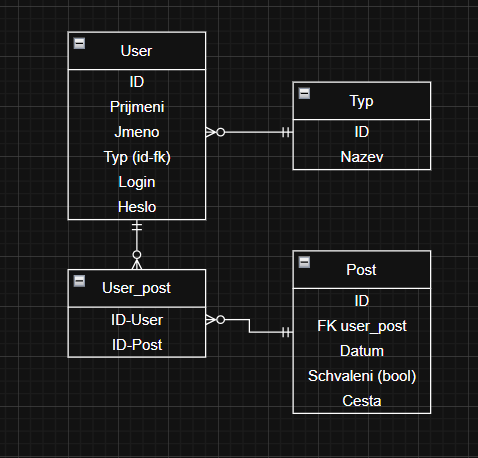 User
ID
Prijmeni
Jmeno
Typ (id-fk)
Login
Heslo
Typ
ID
Nazev
User_post
ID-User
ID-Post
Post
ID
FK user_post
Datum
Schvaleni (bool)
Cesta